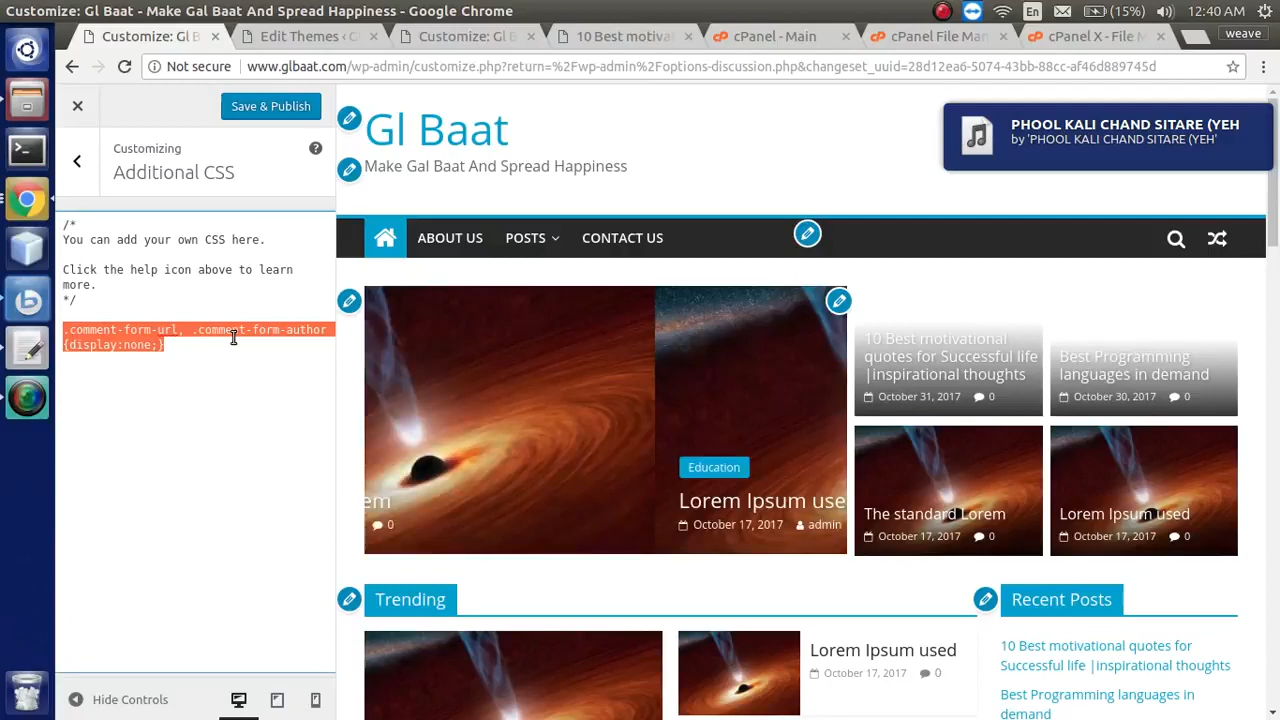 Customize: Gl Baat - Make Gal Baat And Spread Happiness - Google Chrome
En
(15%)
12:40 AM
Customize: Gl B
Edit Themes ‹ G
Customize: Gl B
10 Best motiva
cPanel - Main
cPanel File Man
cPanel X - File M
weave
Not secure
www.glbaat.com/wp-admin/customize.php?return=%2Fwp-admin%2Foptions-discussion.php&changeset_uuid=28d12ea6-5074-43bb-88cc-af46d889745d
Save & Publish
Customizing
Additional CSS
/*
You can add your own CSS here.
Click the help icon above to learn
more.
*/
.comment-form-url, .comment-form-author
{display:none;}
Hide Controls
Gl Baat
Make Gal Baat And Spread Happiness
PHOOL KALI CHAND SITARE (YEH
by 'PHOOL KALI CHAND SITARE (YEH'
ABOUT US
POSTS
CONTACT US
em
0
Education
Lorem Ipsum use
October 17, 2017
admin
10 Best motivational
quotes for Successful life
|inspirational thoughts
October 31, 2017
0
Best Programming
languages in demand
October 30, 2017
0
The standard Lorem
October 17, 2017
0
Lorem Ipsum used
October 17, 2017
0
Trending
Lorem Ipsum used
October 17, 2017
0
Recent Posts
10 Best motivational quotes for
Successful life |inspirational thoughts
Best Programming languages in
demand